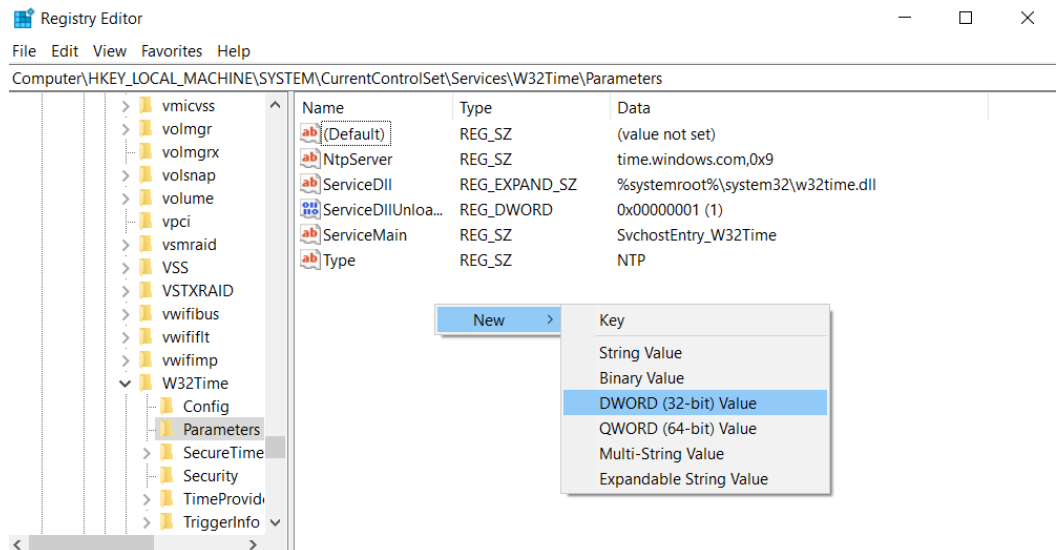 Registry Editor
File Edit View Favorites Help
Computer\HKEY_LOCAL_MACHINE\SYSTEM\CurrentControlSet\Services\W32Time\Parameters
vmicvss
volmgr
volmgrx
volsnap
volume
vpci
vsmraid
VSS
VSTXRAID
vwifibus
vwififlt
vwifimp
W32Time
Config
Parameters
SecureTime
Security
TimeProvide
TriggerInfo
Name Type Data
(Default) REG_SZ (value not set)
NtpServer REG_SZ time.windows.com,0x9
ServiceDll REG_EXPAND_SZ %systemroot%\system32\w32time.dll
ServiceDllUnloa... REG_DWORD 0x00000001 (1)
ServiceMain REG_SZ SvchostEntry_W32Time
Type REG_SZ NTP
New
Key
String Value
Binary Value
DWORD (32-bit) Value
QWORD (64-bit) Value
Multi-String Value
Expandable String Value